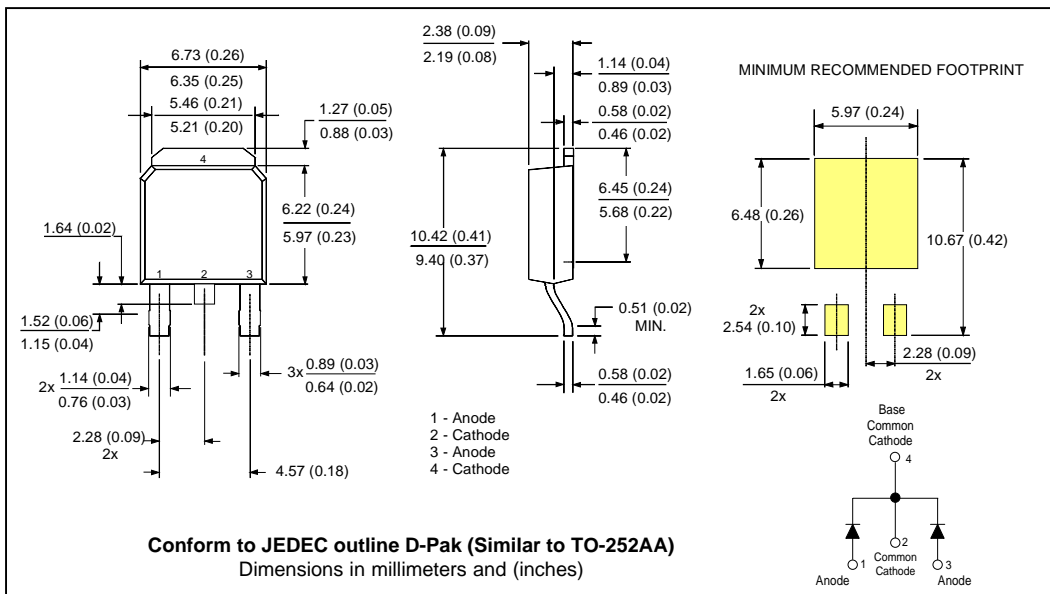 6.73 (0.26)
6.35 (0.25)
5.46 (0.21)
5.21 (0.20)
1.27 (0.05)
0.88 (0.03)
4
6.22 (0.24)
5.97 (0.23)
1.64 (0.02)
1 2 3
1.52 (0.06)
1.15 (0.04)
2x 1.14 (0.04)
0.76 (0.03)
3x 0.89 (0.03)
0.64 (0.02)
2.28 (0.09)
2x
4.57 (0.18)
2.38 (0.09)
2.19 (0.08)
1.14 (0.04)
0.89 (0.03)
0.58 (0.02)
0.46 (0.02)
6.45 (0.24)
5.68 (0.22)
10.42 (0.41)
9.40 (0.37)
0.51 (0.02)
MIN.
0.58 (0.02)
0.46 (0.02)
1 - Anode
2 - Cathode
3 - Anode
4 - Cathode
MINIMUM RECOMMENDED FOOTPRINT
5.97 (0.24)
6.48 (0.26)
10.67 (0.42)
2x
2.54 (0.10)
1.65 (0.06)
2x
2.28 (0.09)
2x
Base
Common
Cathode
4
2
Common
Cathode
1
Anode
3
Anode
Conform to JEDEC outline D-Pak (Similar to TO-252AA)
Dimensions in millimeters and (inches)